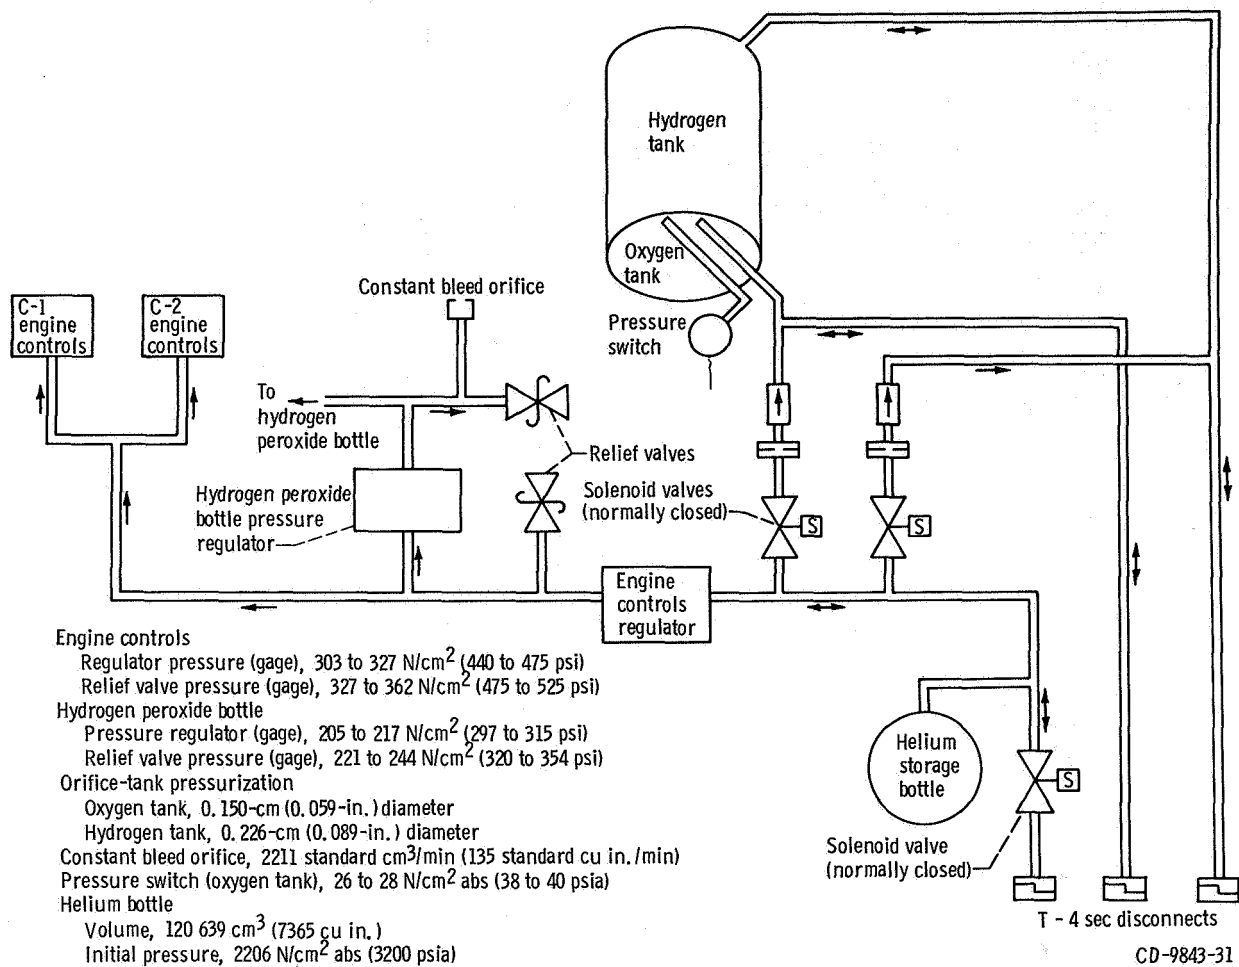 Hydrogen
tank
Oxygen
tank
Constant bleed orifice
C-1
engine
controls
C-2
engine
controls
Pressure
switch
To
hydrogen
peroxide bottle
Relief valves
Hydrogen peroxide
bottle pressure
regulator
Solenoid valves
(normally closed)
S
S
Engine
controls
regulator
Helium
storage
bottle
S
Solenoid valve
(normally closed)
T - 4 sec disconnects
Engine controls
Regulator pressure (gage), 303 to 327 N/cm² (440 to 475 psi)
Relief valve pressure (gage), 327 to 362 N/cm² (475 to 525 psi)
Hydrogen peroxide bottle
Pressure regulator (gage), 205 to 217 N/cm² (297 to 315 psi)
Relief valve pressure (gage), 221 to 244 N/cm² (320 to 354 psi)
Orifice-tank pressurization
Oxygen tank, 0.150-cm (0.059-in.) diameter
Hydrogen tank, 0.226-cm (0.089-in.) diameter
Constant bleed orifice, 2211 standard cm³/min (135 standard cu in./min)
Pressure switch (oxygen tank), 26 to 28 N/cm² abs (38 to 40 psia)
Helium bottle
Volume, 120 639 cm³ (7365 cu in.)
Initial pressure, 2206 N/cm² abs (3200 psia)
CD-9843-31